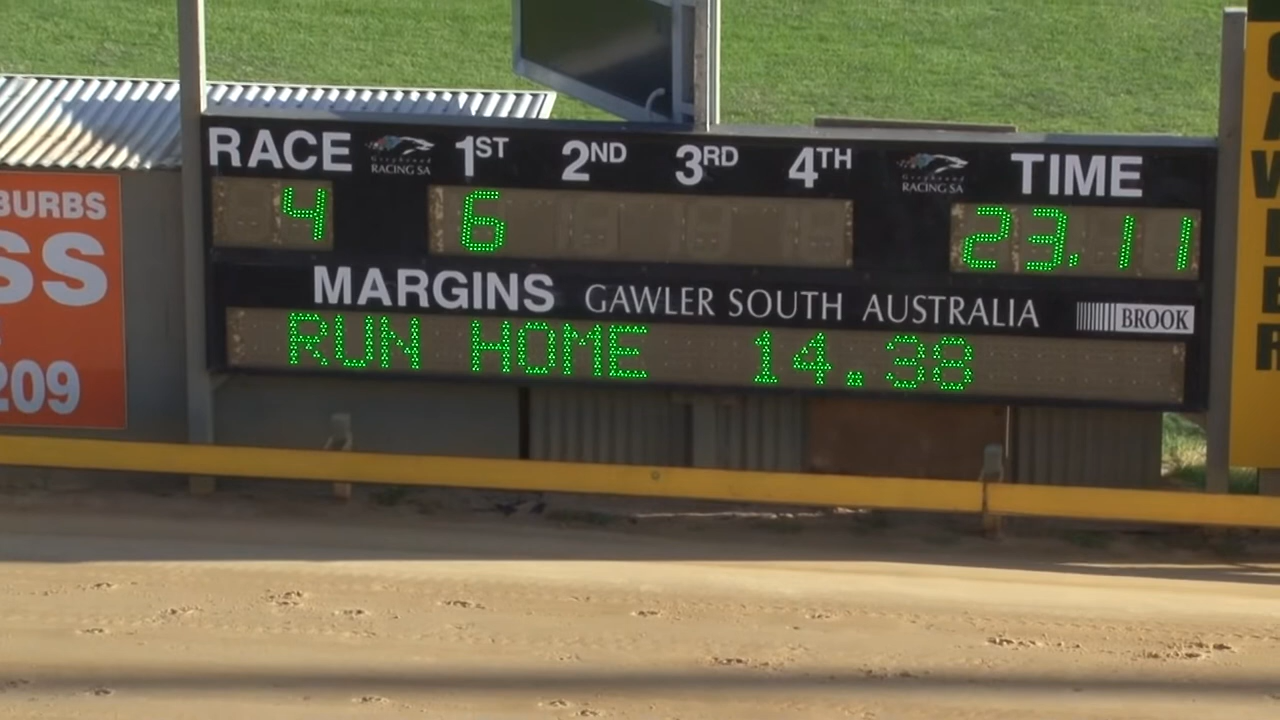 RACE Greyhound RACING SA 1ST 2ND 3RD 4TH Greyhound RACING SA TIME
4 6 23.11
MARGINS GAWLER SOUTH AUSTRALIA BROOK
RUN HOME 14.38
BURBS
SS
209
GAWLER